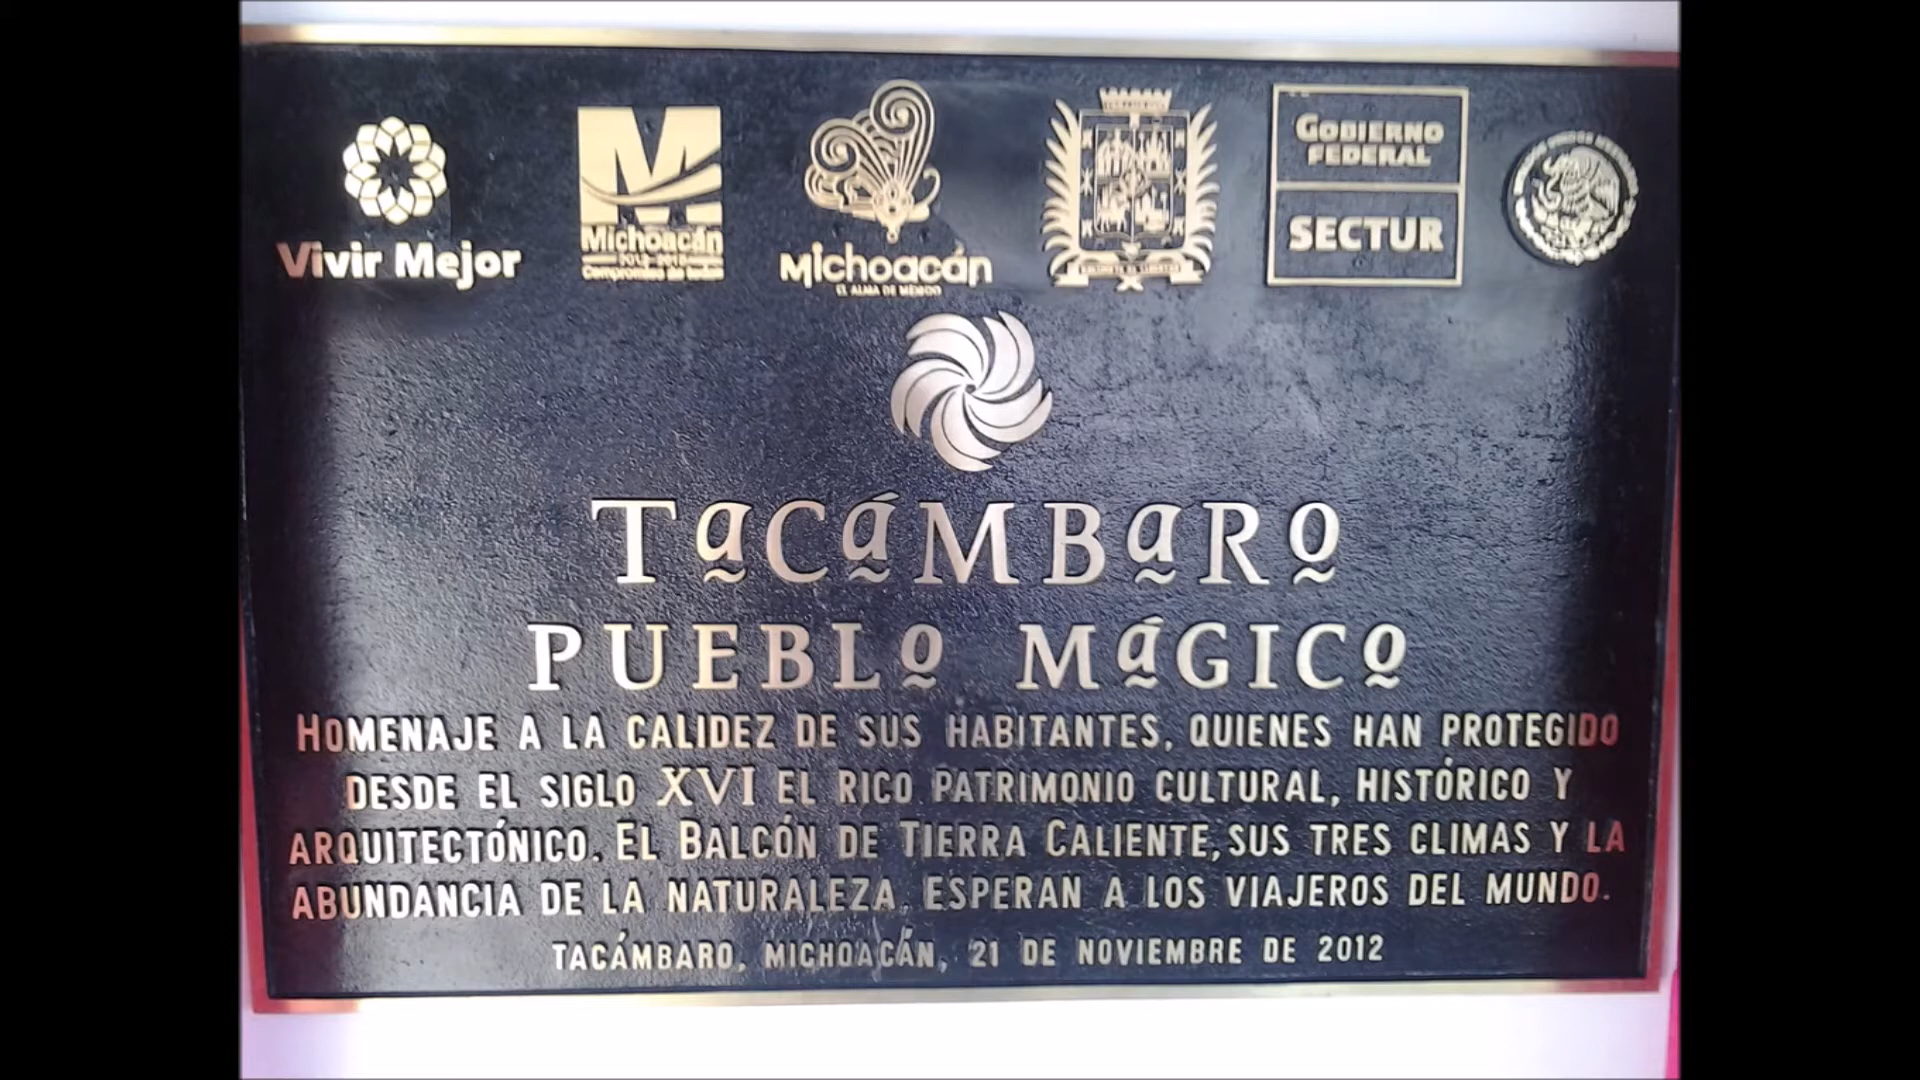 Vivir Mejor
Michoacán
2012-2015
Compromiso de todos
Michoacán
EL ALMA DE MÉXICO
GOBIERNO
FEDERAL
SECTUR
TACÁMBARO
PUEBLO MÁGICO
HOMENAJE A LA CALIDEZ DE SUS HABITANTES, QUIENES HAN PROTEGIDO
DESDE EL SIGLO XVI EL RICO PATRIMONIO CULTURAL, HISTÓRICO Y
ARQUITECTÓNICO. EL BALCÓN DE TIERRA CALIENTE, SUS TRES CLIMAS Y LA
ABUNDANCIA DE LA NATURALEZA, ESPERAN A LOS VIAJEROS DEL MUNDO.
TACÁMBARO, MICHOACÁN, 21 DE NOVIEMBRE DE 2012